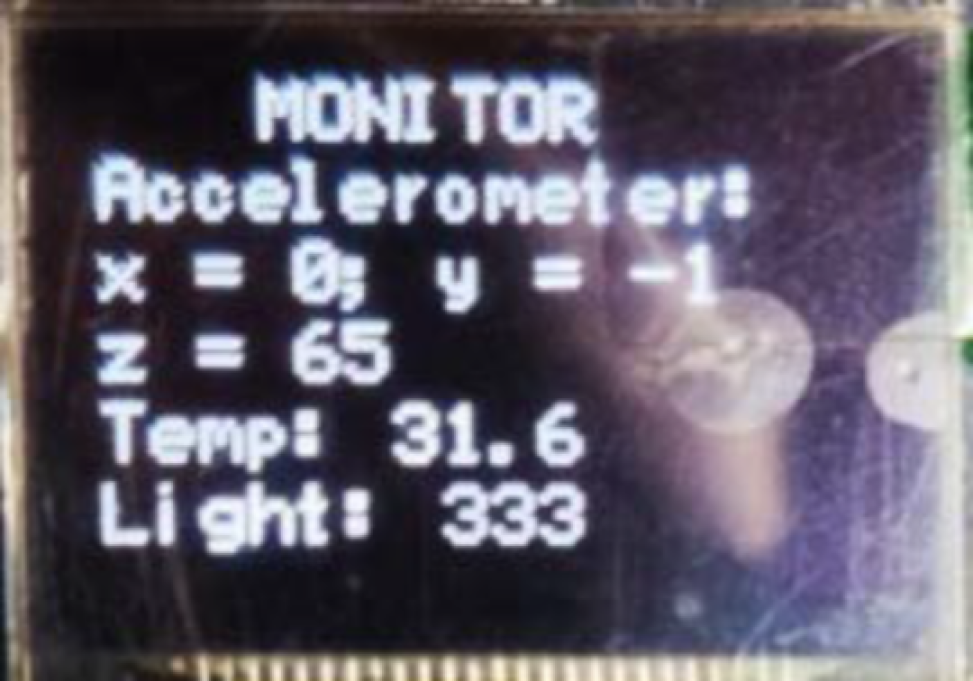 MONITOR
Accelerometer:
x = 0; y = -1
z = 65
Temp: 31.6
Light: 333